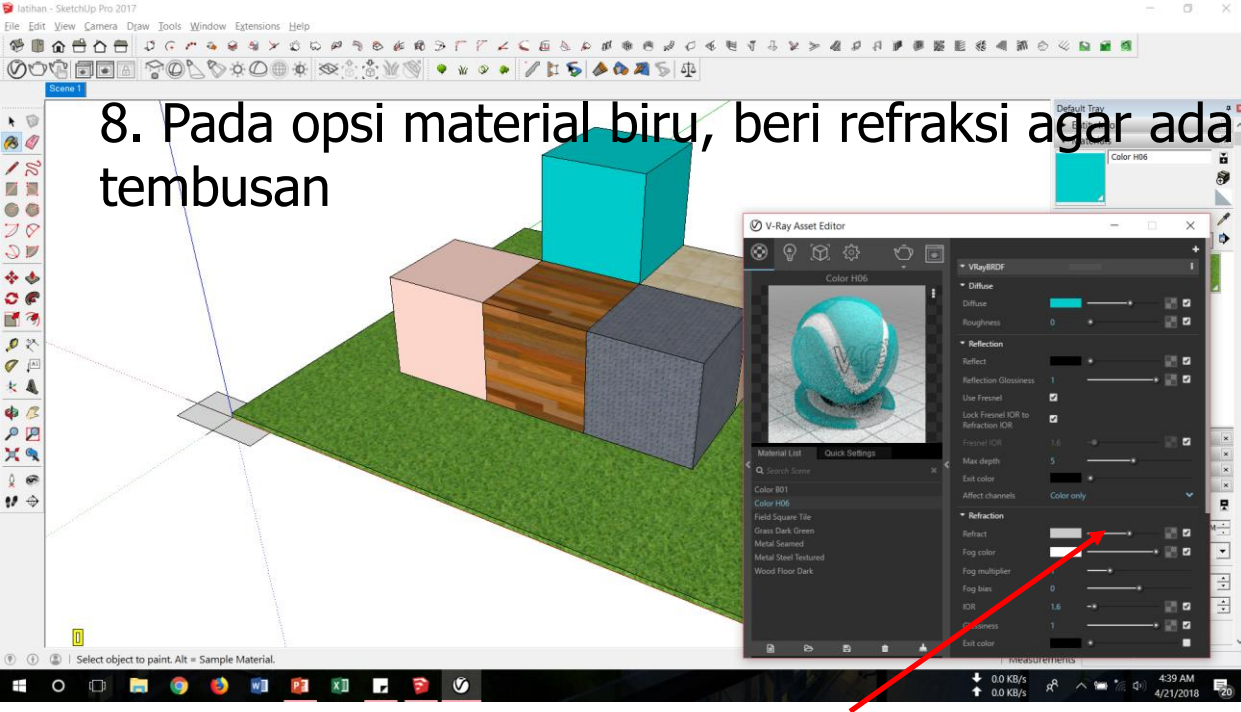 latihan - SketchUp Pro 2017
File Edit View Camera Draw Tools Window Extensions Help
Scene 1
8. Pada opsi material biru, beri refraksi agar ada
tembusan
Default Tray
Color H06
V-Ray Asset Editor
Color H06
VRayBRDF
Diffuse
Diffuse
Roughness 0
Reflection
Reflect
Reflection Glossiness 1
Use Fresnel
Lock Fresnel IOR to
Refraction IOR
Fresnel IOR 1.6
Max depth 5
Exit color
Affect channels Color only
Refraction
Refract
Fog color
Fog multiplier
Fog bias 0
IOR 1.6
Glossiness 1
Exit color
Material List Quick Settings
Search Scene
Color B01
Color H06
Field Square Tile
Grass Dark Green
Metal Seamed
Metal Steel Textured
Wood Floor Dark
Select object to paint. Alt = Sample Material.
Measurements
0.0 KB/s
0.0 KB/s
4:39 AM
4/21/2018
20